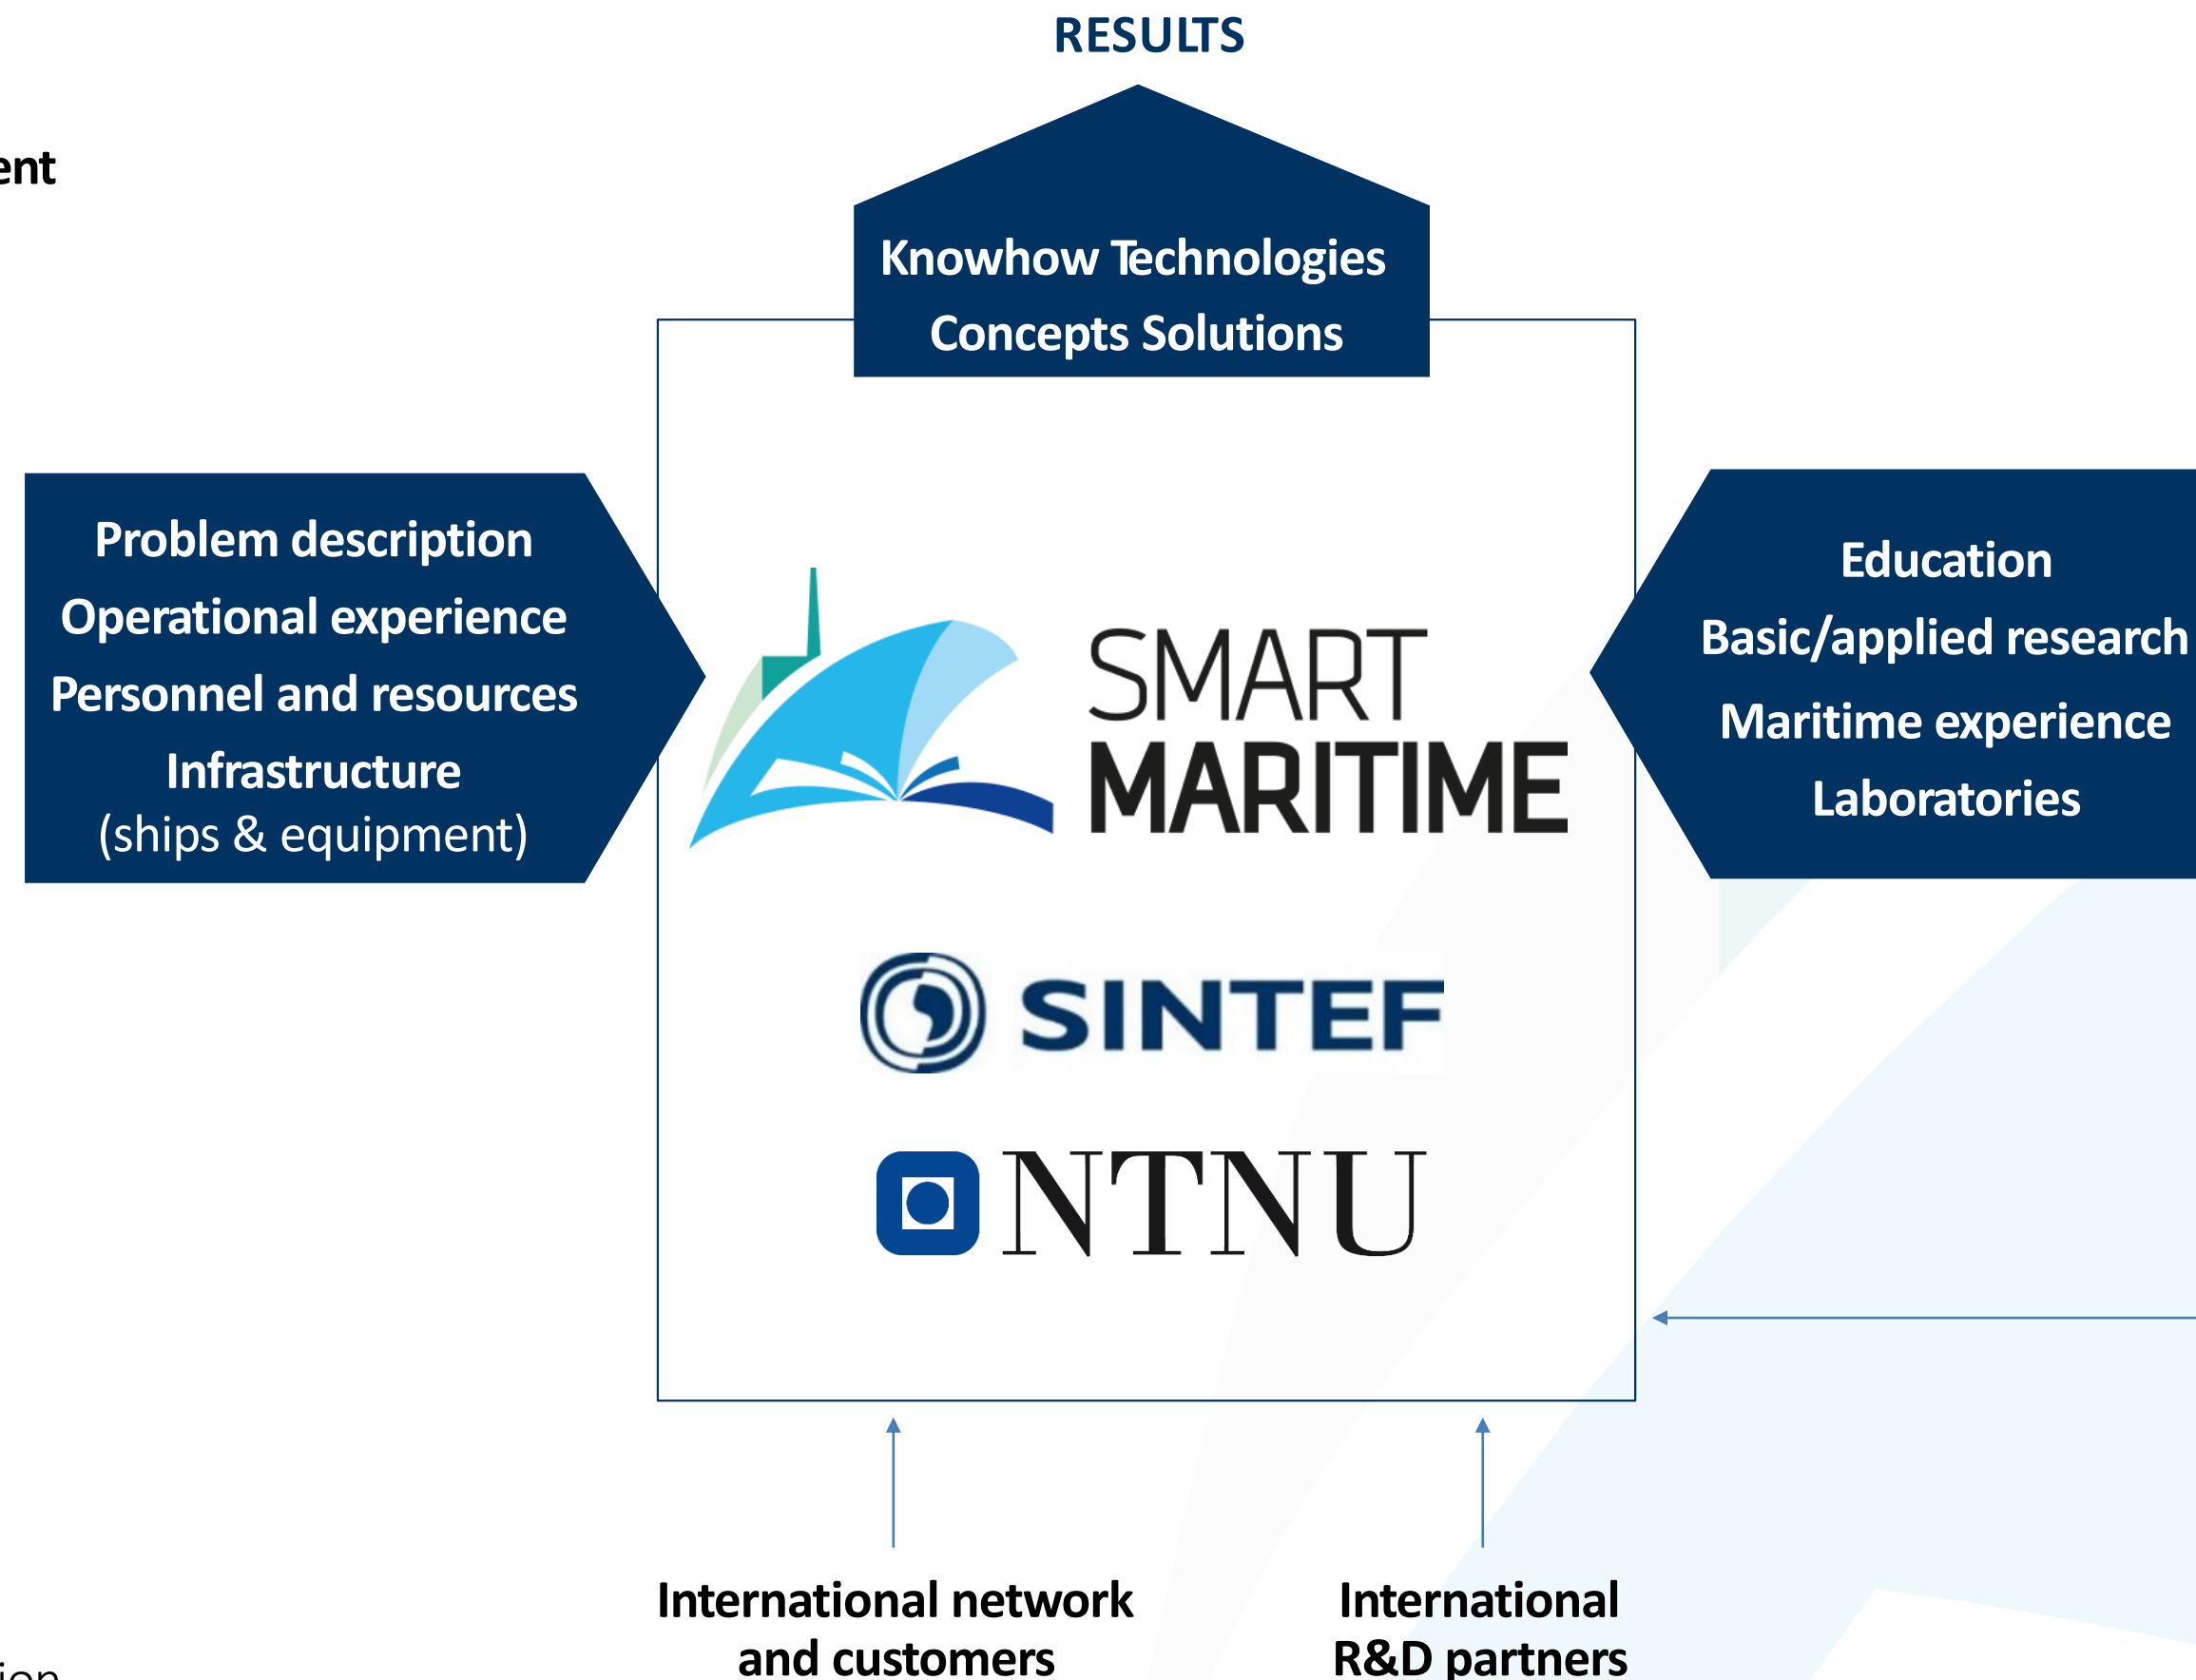 RESULTS
Knowhow Technologies
Concepts Solutions
Problem description
Operational experience
Personnel and resources
Infrastructure
(ships & equipment)
SMART
MARITIME
SINTEF
NTNU
Education
Basic/applied research
Maritime experience
Laboratories
International network
and customers
International
R&D partners